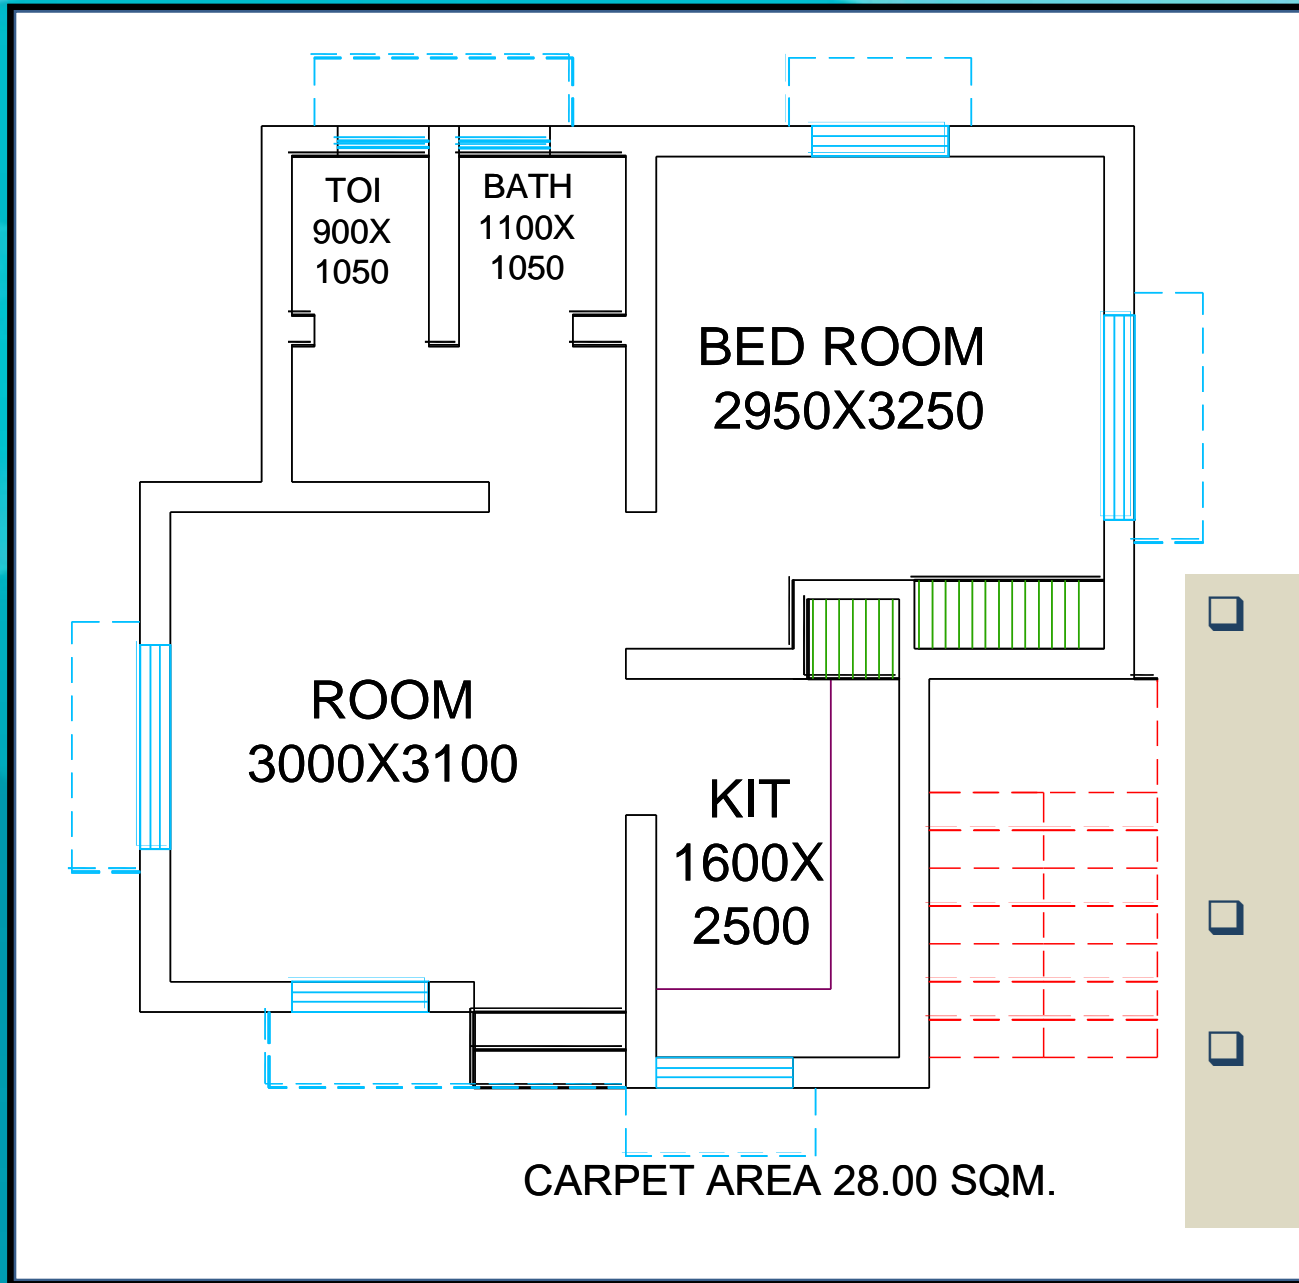 TOI
900X
1050
BATH
1100X
1050
BED ROOM
2950X3250
ROOM
3000X3100
KIT
1600X
2500
CARPET AREA 28.00 SQM.